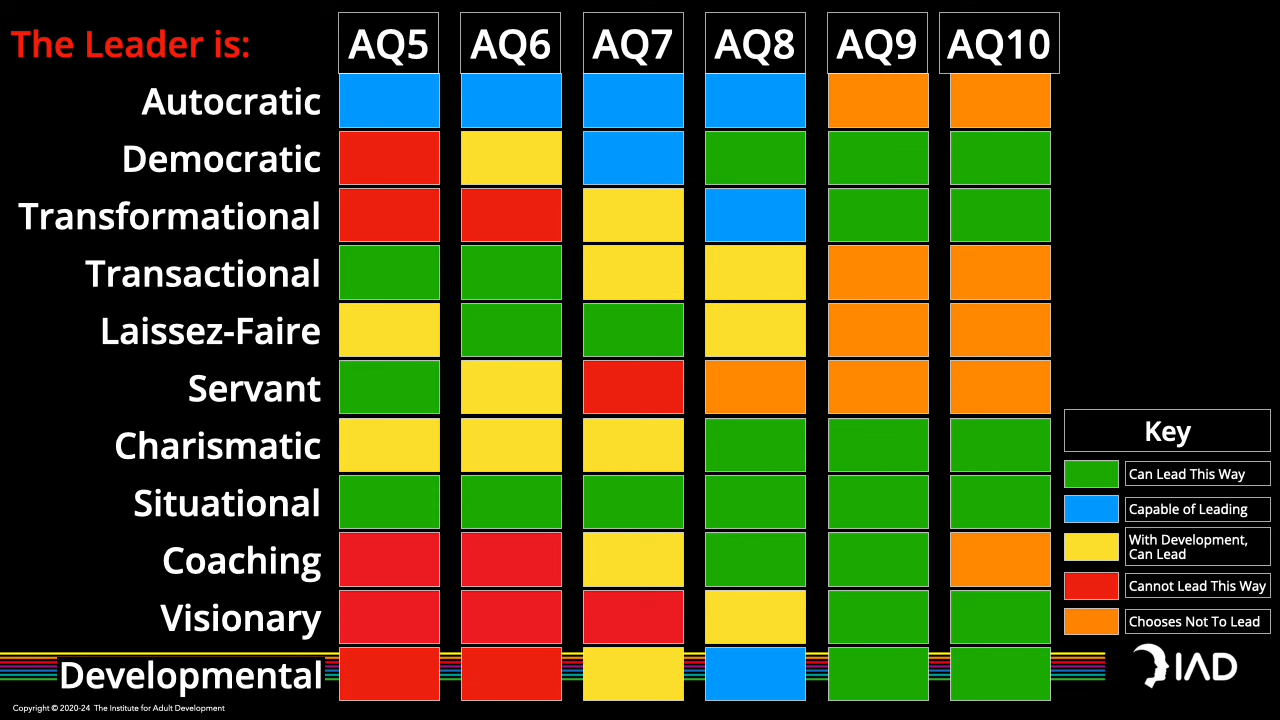 The Leader is:
AQ5 AQ6 AQ7 AQ8 AQ9 AQ10
Autocratic
Democratic
Transformational
Transactional
Laissez-Faire
Servant
Charismatic
Situational
Coaching
Visionary
Developmental
Key
Can Lead This Way
Capable of Leading
With Development,
Can Lead
Cannot Lead This Way
Chooses Not To Lead
IAD
Copyright © 2020-24 The Institute for Adult Development